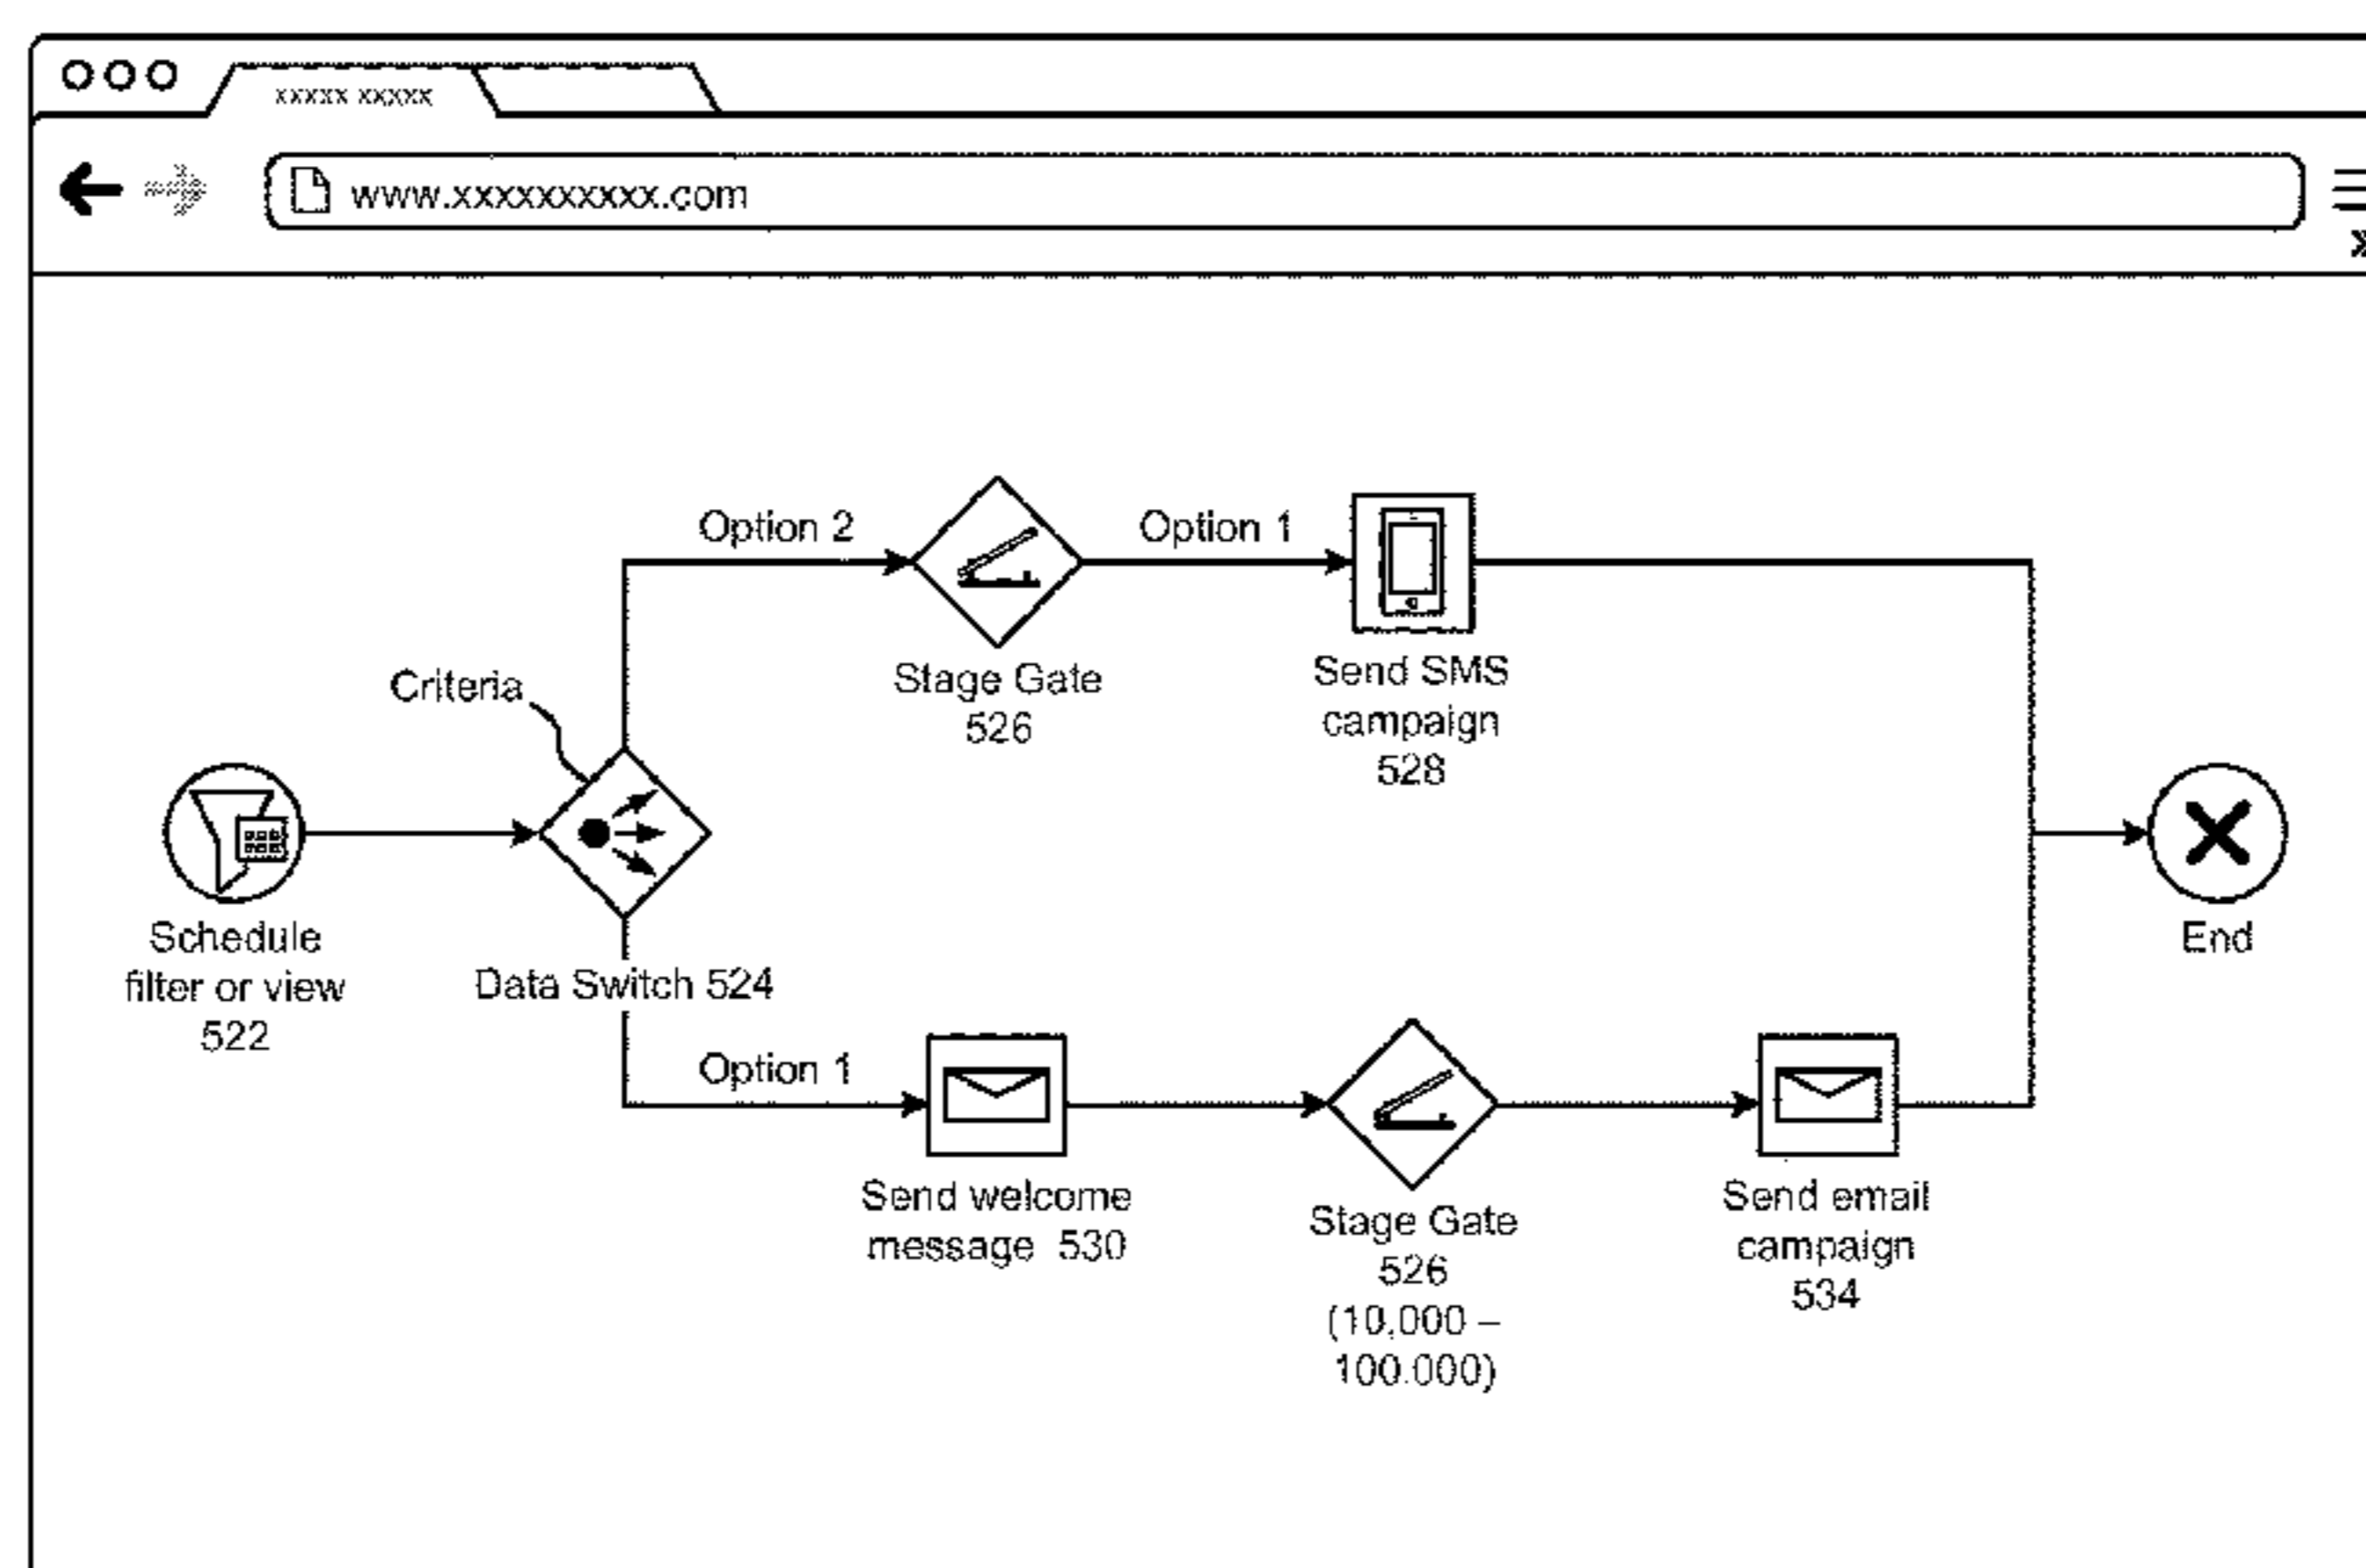 xxxxx xxxxx
www.xxxxxxxxxx.com
Option 2
Option 1
Criteria
Stage Gate
526
Send SMS
campaign
528
Schedule
filter or view
522
Data Switch 524
End
Option 1
Send welcome
message 530
Stage Gate
526
(10,000 –
100.000)
Send email
campaign
534